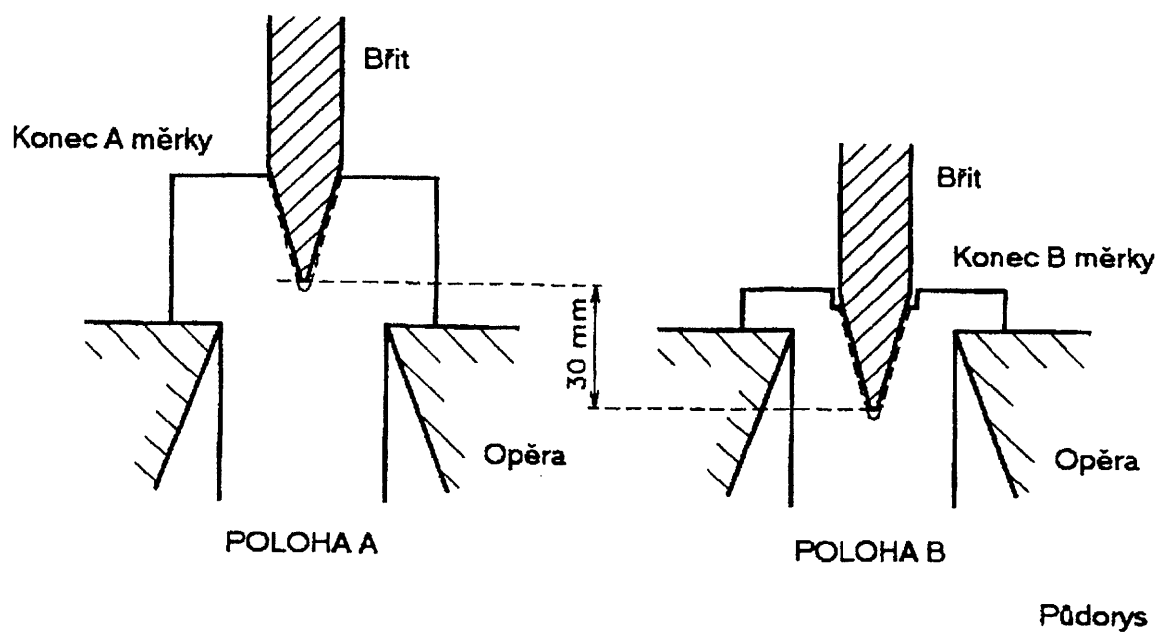 Břit
Konec A měrky
Břit
Konec B měrky
30 mm
Opěra
Opěra
POLOHA A
POLOHA B
Půdorys